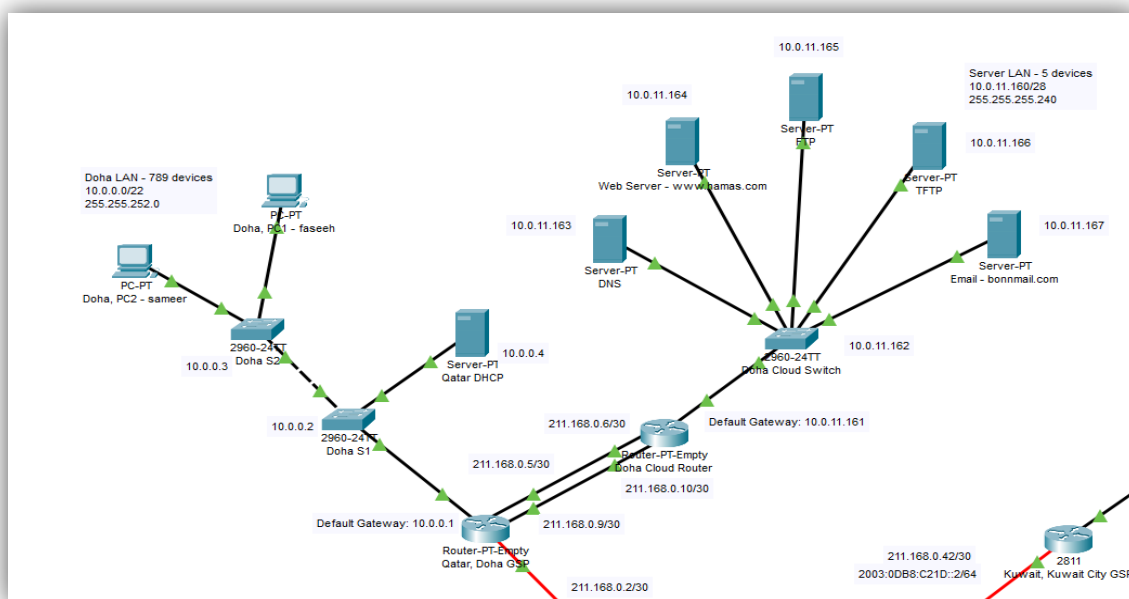 10.0.11.165
Server-PT
FTP
Server LAN - 5 devices
10.0.11.160/28
255.255.255.240
10.0.11.164
Server-PT
Web Server - www.hamas.com
10.0.11.166
Server-PT
TFTP
Doha LAN - 789 devices
10.0.0.0/22
255.255.252.0
PC-PT
Doha, PC1 - faseeh
10.0.11.163
Server-PT
DNS
10.0.11.167
Server-PT
Email - bonnmail.com
PC-PT
Doha, PC2 - sameer
2960-24TT
Doha S2
10.0.0.3
Server-PT
Qatar DHCP
10.0.0.4
2960-24TT
Doha Cloud Switch
10.0.11.162
10.0.0.2
2960-24TT
Doha S1
211.168.0.6/30
Default Gateway: 10.0.11.161
Router-PT-Empty
Doha Cloud Router
211.168.0.5/30
211.168.0.10/30
Default Gateway: 10.0.0.1
211.168.0.9/30
Router-PT-Empty
Qatar, Doha GSP
211.168.0.2/30
211.168.0.42/30
2003:0DB8:C21D::2/64
2811
Kuwait, Kuwait City GSP